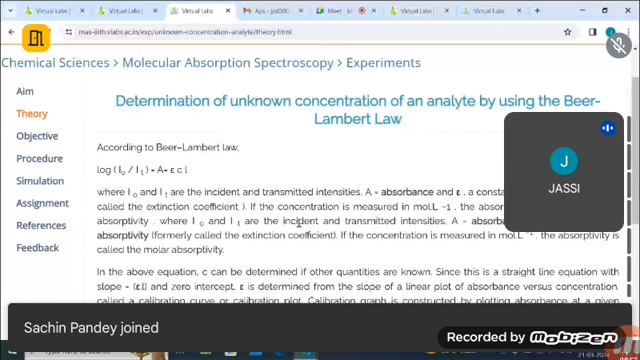 Virtual Labs
Virtual Labs
Virtual Labs
Meet
Virtual Labs
Virtual Labs
mas-iiith.vlabs.ac.in/exp/unknown-concentration-analyte/theory.html
Chemical Sciences > Molecular Absorption Spectroscopy > Experiments
Aim
Theory
Objective
Procedure
Simulation
Assignment
References
Feedback
Determination of unknown concentration of an analyte by using the Beer-
Lambert Law
According to Beer-Lambert law,
log (I o / I t) = A= ε c l
where I o and I t are the incident and transmitted intensities, A = absorbance and ε, a consta
called the extinction coefficient). If the concentration is measured in mol.L -1, the absor
absorptivity. where I o and I t are the incident and transmitted intensities, A = absorba
absorptivity (formerly called the extinction coefficient). If the concentration is measured in mol.L -1, the absorptivity is
called the molar absorptivity.
In the above equation, c can be determined if other quantities are known. Since this is a straight line equation with
slope = (ε.l) and zero intercept, ε is determined from the slope of a linear plot of absorbance versus concentration,
called a calibration curve or calibration plot. Calibration graph is constructed by plotting absorbance at a given
J
JASSI
Sachin Pandey joined
Recorded by
mobizen
Type here to search